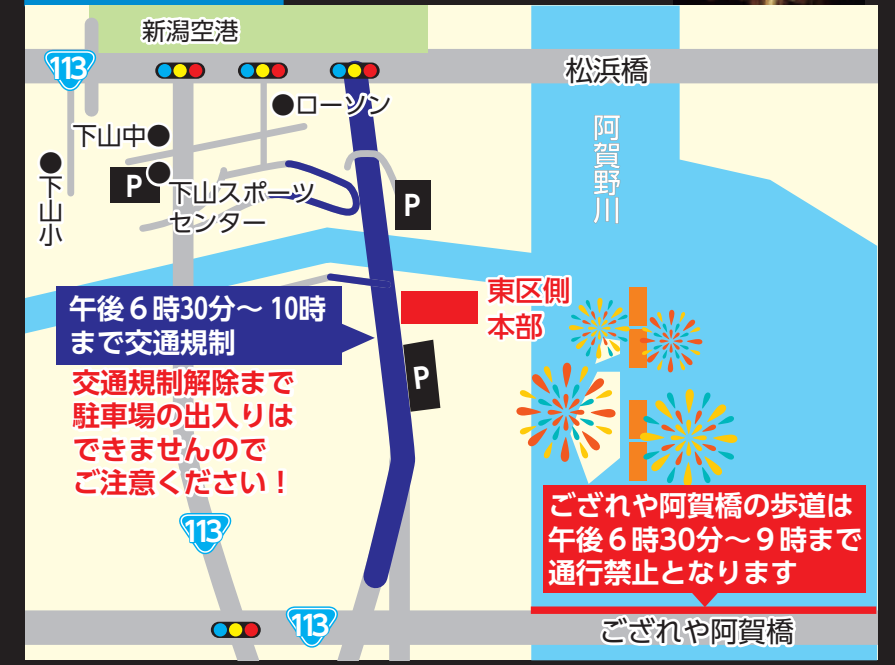 新潟空港
113
松浜橋
ローソン
下山中
阿賀野川
P
下山スポーツ
センター
下山小
P
東区側
本部
午後６時30分～10時
まで交通規制
P
交通規制解除まで
駐車場の出入りは
できませんので
ご注意ください！
113
ござれや阿賀橋の歩道は
午後６時30分～９時まで
通行禁止となります
113
ござれや阿賀橋